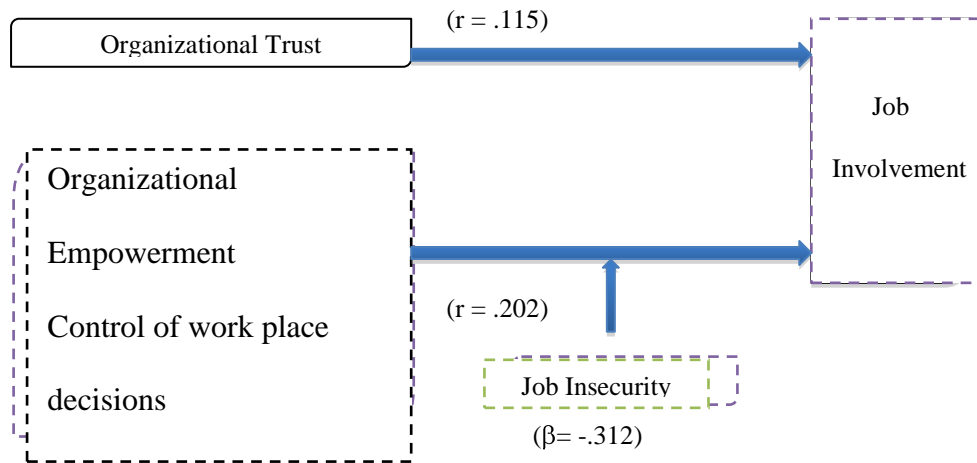 (r = .115)
Organizational Trust
Job
Involvement
Organizational
Empowerment
Control of work place
decisions
(r = .202)
Job Insecurity
(β= -.312)